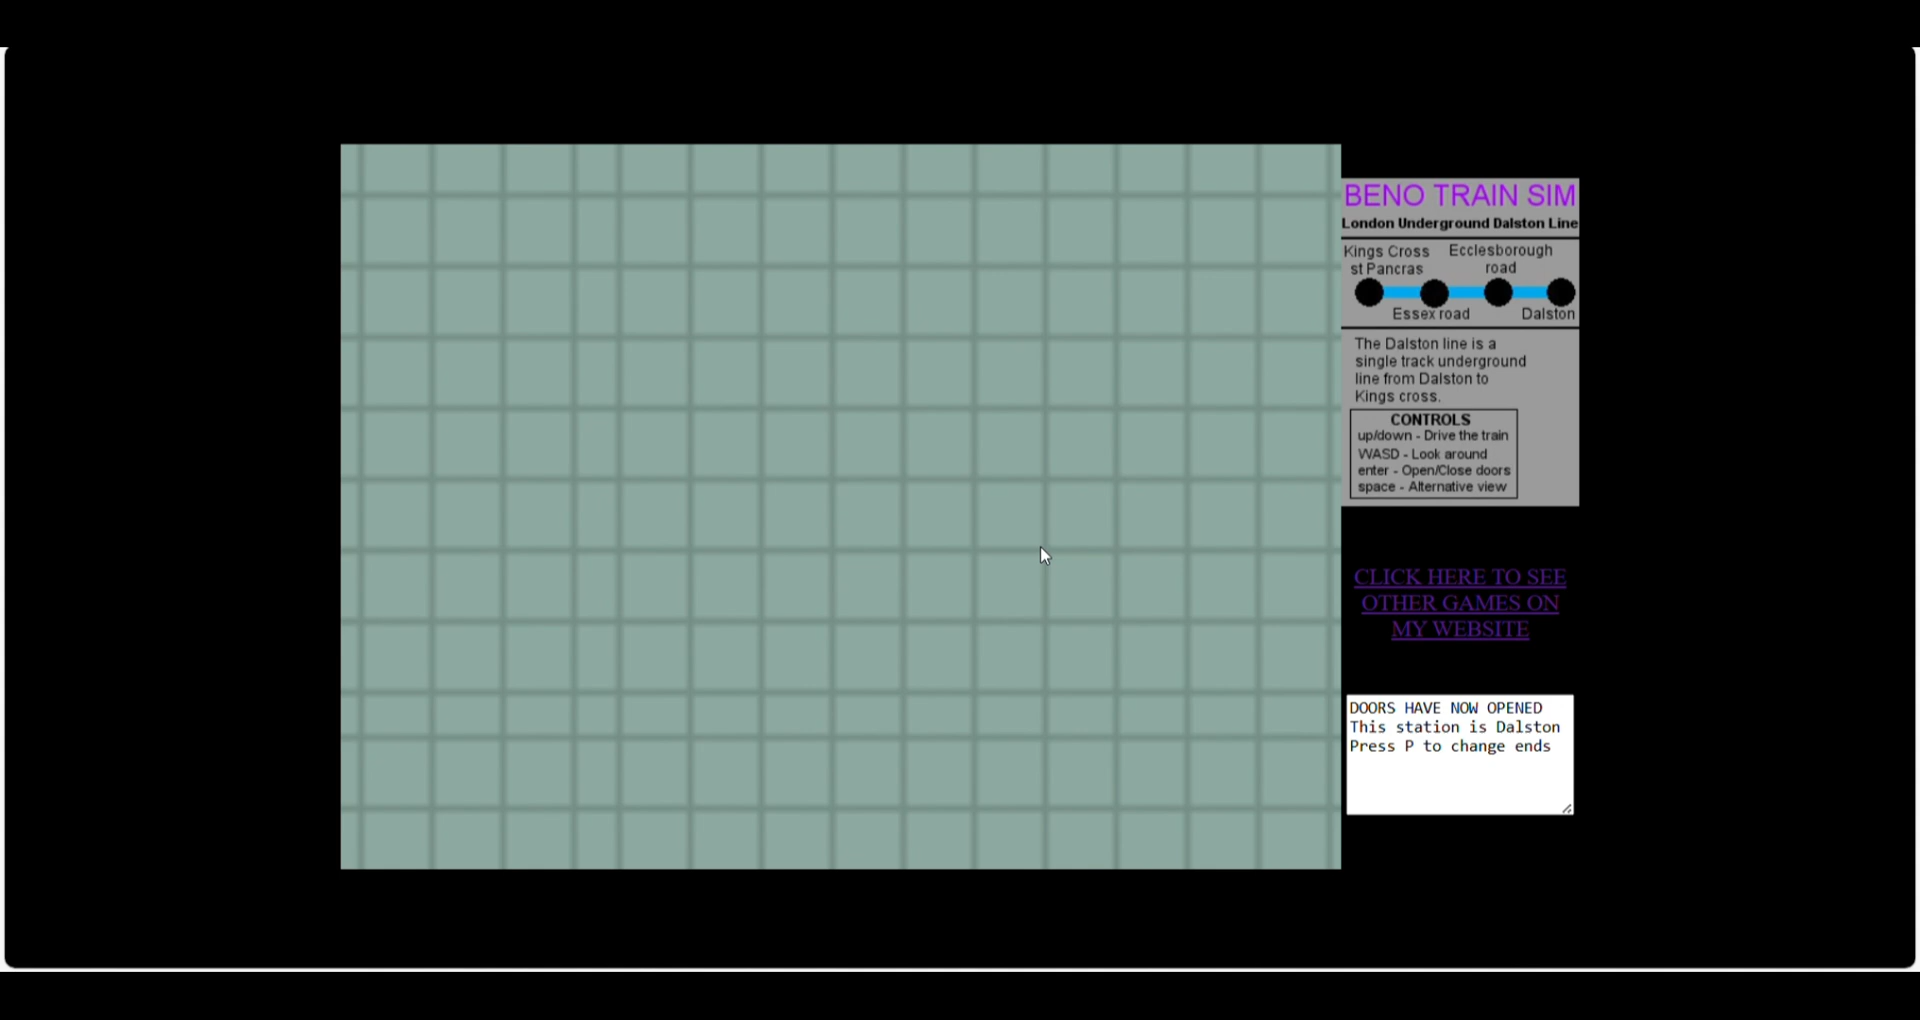 BENO TRAIN SIM
London Underground Dalston Line
Kings Cross
st Pancras
Ecclesborough
road
Essex road
Dalston
The Dalston line is a
single track underground
line from Dalston to
Kings cross.
CONTROLS
up/down - Drive the train
WASD - Look around
enter - Open/Close doors
space - Alternative view
CLICK HERE TO SEE
OTHER GAMES ON
MY WEBSITE
DOORS HAVE NOW OPENED
This station is Dalston
Press P to change ends